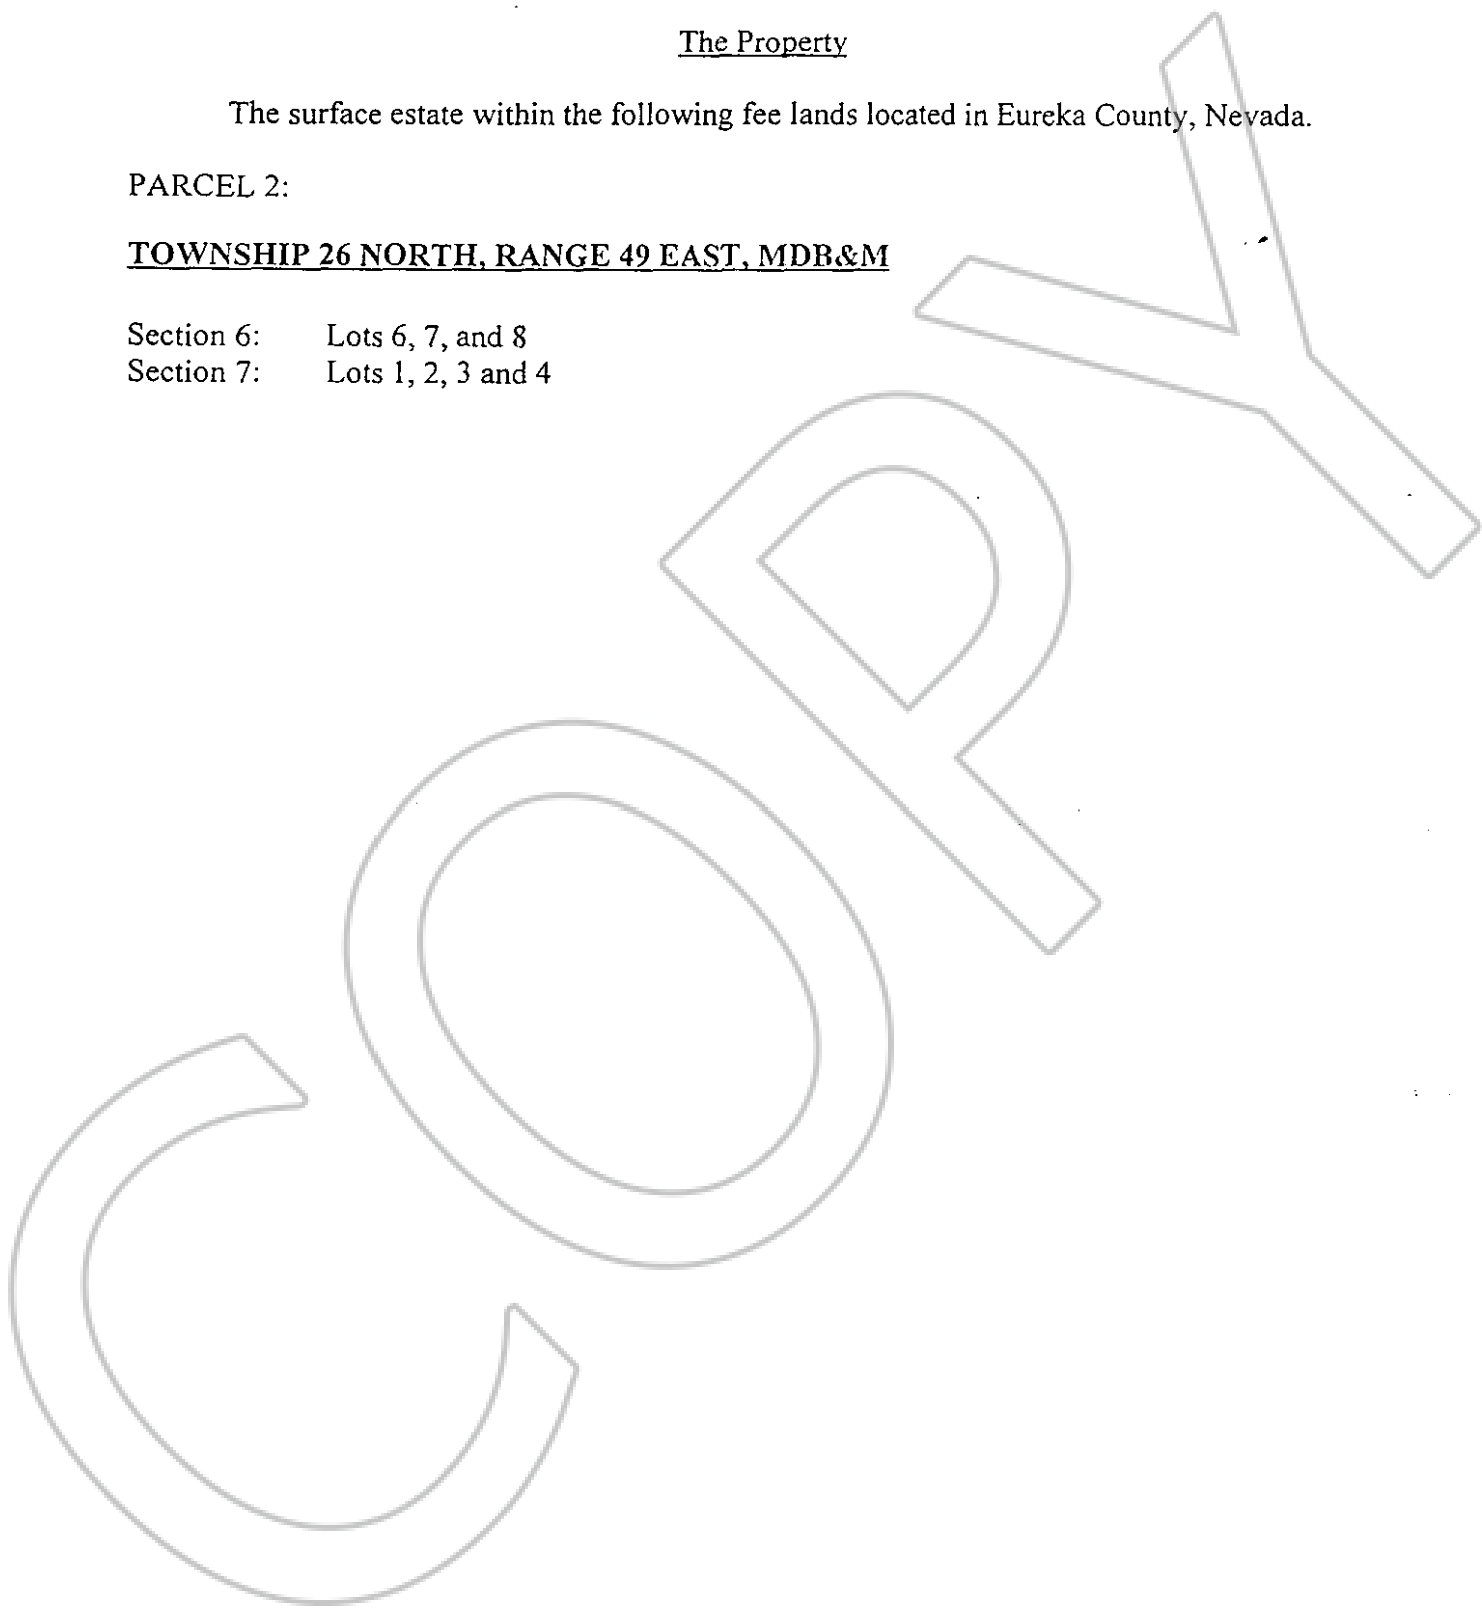 The Property
The surface estate within the following fee lands located in Eureka County, Nevada.
PARCEL 2:
TOWNSHIP 26 NORTH, RANGE 49 EAST, MDB&M
Section 6: Lots 6, 7, and 8
Section 7: Lots 1, 2, 3 and 4
COPY